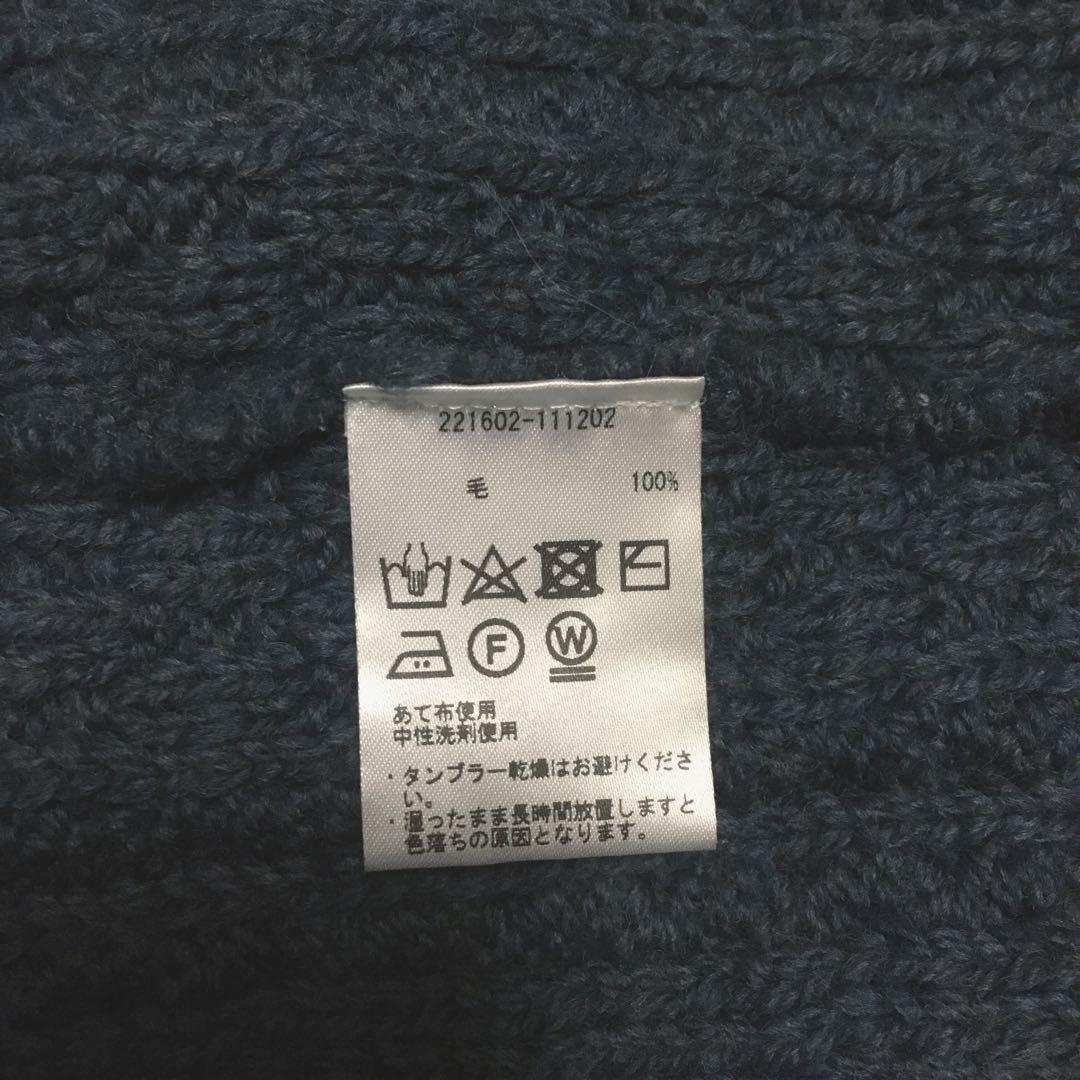 221602-111202
毛 100%
F W
あて布使用
中性洗剤使用
・タンブラー乾燥はお避けくださ
い。
・湿ったまま長時間放置しますと
色落ちの原因となります。